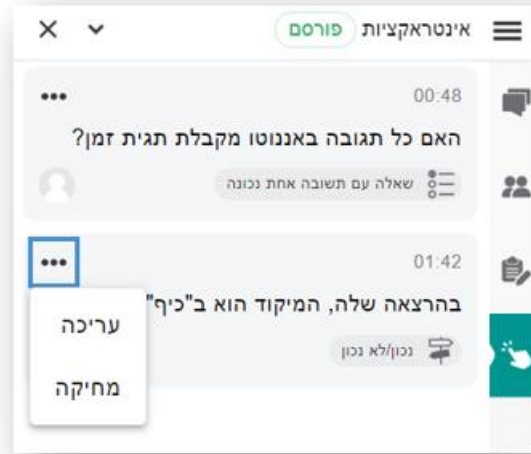 אינטראקציות פורסם
00:48
האם כל תגובה באננוטו מקבלת תגית זמן?
שאלה עם תשובה אחת נכונה
01:42
בהרצאה שלה, המיקוד הוא ב"כיף"
נכון/לא נכון
עריכה
מחיקה